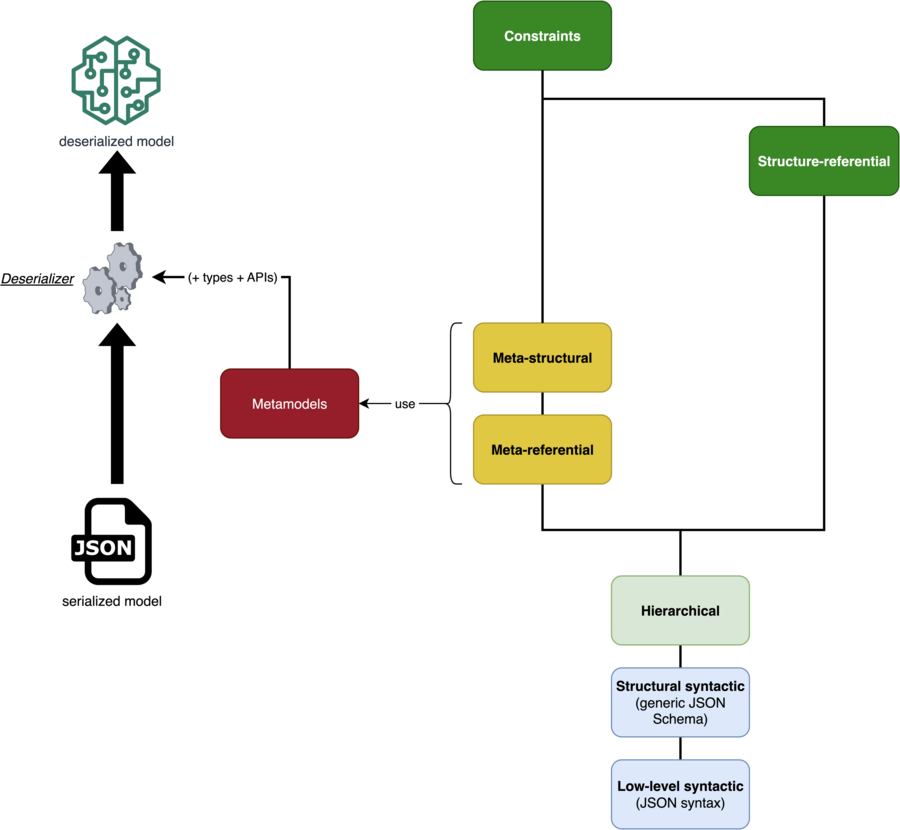 Constraints
deserialized model
Structure-referential
Deserializer
(+ types + APIs)
Meta-structural
Metamodels
use
Meta-referential
JSON
serialized model
Hierarchical
Structural syntactic
(generic JSON
Schema)
Low-level syntactic
(JSON syntax)